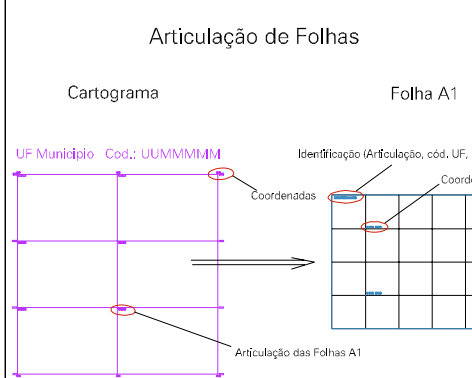 Articulação de Folhas
Cartograma
Folha A1
UF Municipio Cod.: UUMMMMM
Identificação (Articulação, cód. UF,
Coordenadas
Coorde
Articulação das Folhas A1